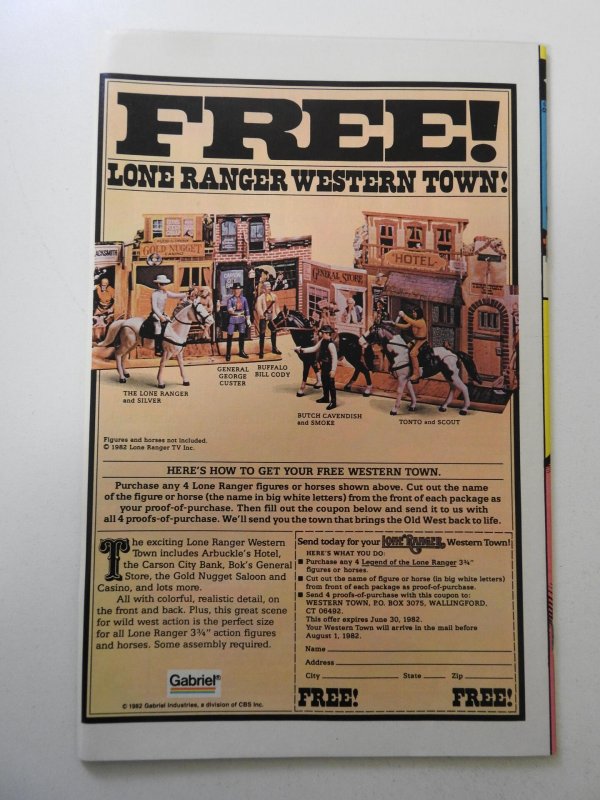 FREE!
LONE RANGER WESTERN TOWN!
GOLD NUGGET
HOTEL
GENERAL STORE
THE LONE RANGER
and SILVER
GENERAL
GEORGE
CUSTER
BUFFALO
BILL CODY
BUTCH CAVENDISH
and SMOKE
TONTO and SCOUT
Figures and horses not included.
© 1982 Lone Ranger TV Inc.
HERE'S HOW TO GET YOUR FREE WESTERN TOWN.
Purchase any 4 Lone Ranger figures or horses shown above. Cut out the name
of the figure or horse (the name in big white letters) from the front of each package as
your proof-of-purchase. Then fill out the coupon below and send it to us with
all 4 proofs-of-purchase. We'll send you the town that brings the Old West back to life.
The exciting Lone Ranger Western
Town includes Arbuckle's Hotel,
the Carson City Bank, Bok's General
Store, the Gold Nugget Saloon and
Casino, and lots more.
All with colorful, realistic detail, on
the front and back. Plus, this great scene
for wild west action is the perfect size
for all Lone Ranger 3¾" action figures
and horses. Some assembly required.
Gabriel®
© 1982 Gabriel Industries, a division of CBS Inc.
Send today for your LONE RANGER Western Town!
HERE'S WHAT YOU DO:
■ Purchase any 4 Legend of the Lone Ranger 3¾"
figures or horses.
■ Cut out name of figure or horse (in big white letters)
from front of each package as proof-of-purchase.
■ Send 4 proofs-of-purchase with this coupon to:
WESTERN TOWN, P.O. BOX 3075, WALLINGFORD,
CT 06492.
This offer expires June 30, 1982.
Your Western Town will arrive in the mail before
August 1, 1982.
Name
Address
City State Zip
FREE! FREE!